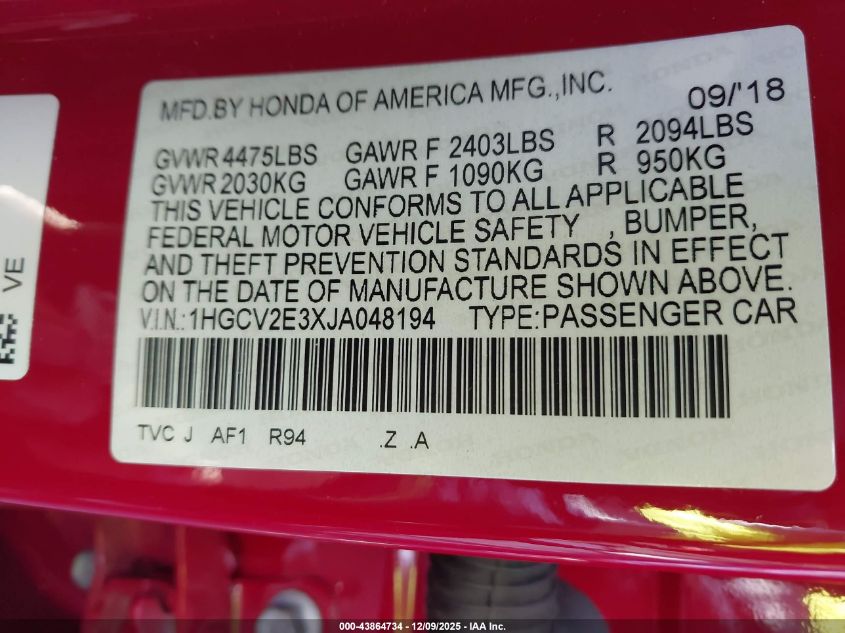 MFD.BY HONDA OF AMERICA MFG.,INC. 09/'18
GVWR 4475LBS GAWR F 2403LBS R 2094LBS
GVWR 2030KG GAWR F 1090KG R 950KG
THIS VEHICLE CONFORMS TO ALL APPLICABLE
FEDERAL MOTOR VEHICLE SAFETY , BUMPER,
AND THEFT PREVENTION STANDARDS IN EFFECT
ON THE DATE OF MANUFACTURE SHOWN ABOVE.
V.I.N.:1HGCV2E3XJA048194 TYPE:PASSENGER CAR
TVC J AF1 R94 .Z .A
VE
000-43864734 - 12/09/2025 - IAA Inc.